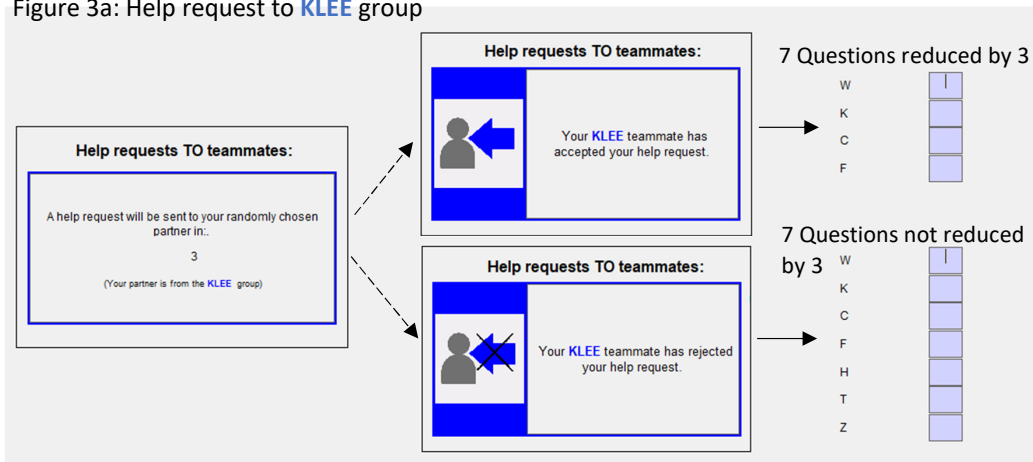 Figure 3a: Help request to KLEE group
Help requests TO teammates:
A help request will be sent to your randomly chosen
partner in:.
3
(Your partner is from the KLEE group)
Help requests TO teammates:
Your KLEE teammate has
accepted your help request.
7 Questions reduced by 3
W
K
C
F
Help requests TO teammates:
Your KLEE teammate has rejected
your help request.
7 Questions not reduced
by 3
W
K
C
F
H
T
Z